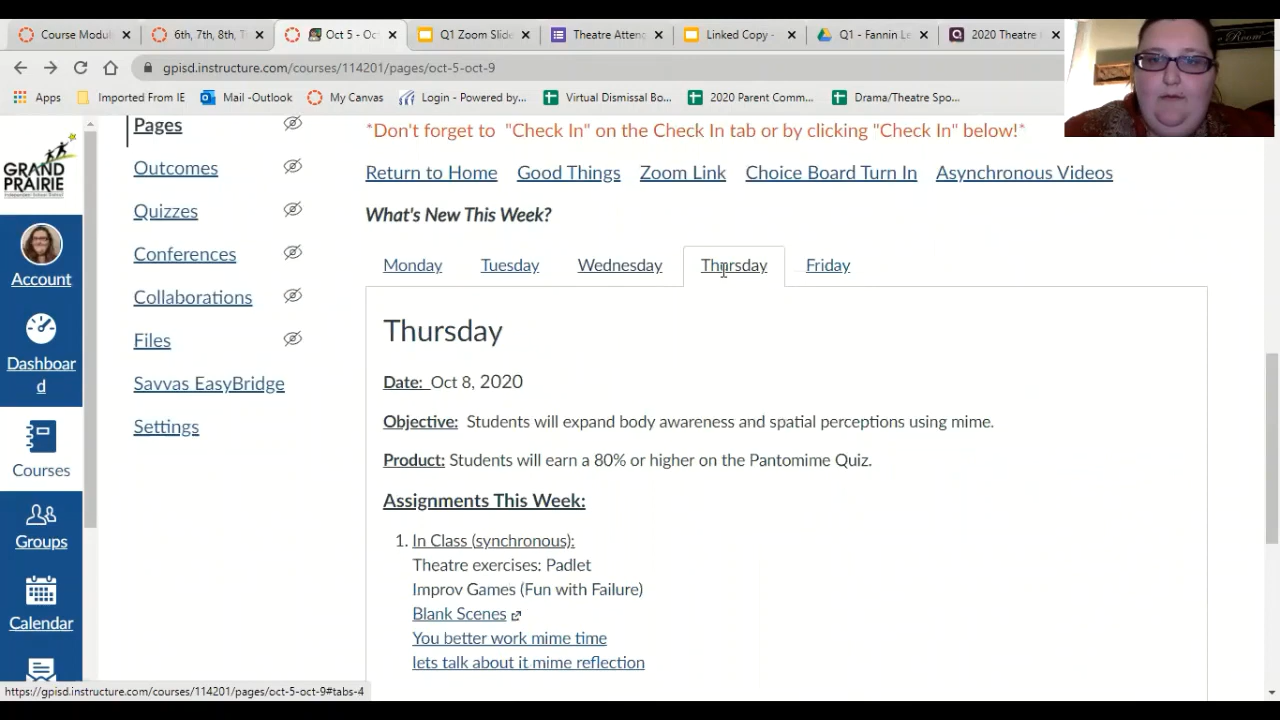 Course Modul
6th, 7th, 8th, T
Oct 5 - Oct
Q1 Zoom Slide
Theatre Attend
Linked Copy -
Q1 - Fannin Le
2020 Theatre
gpisd.instructure.com/courses/114201/pages/oct-5-oct-9
Apps
Imported From IE
Mail -Outlook
My Canvas
Login - Powered by...
Virtual Dismissal Bo...
2020 Parent Comm...
Drama/Theatre Spo...
GRAND
PRAIRIE
Account
Dashboar
d
Courses
Groups
Calendar
Pages
Outcomes
Quizzes
Conferences
Collaborations
Files
Savvas EasyBridge
Settings
*Don't forget to "Check In" on the Check In tab or by clicking "Check In" below!*
Return to Home Good Things Zoom Link Choice Board Turn In Asynchronous Videos
What's New This Week?
Monday Tuesday Wednesday Thursday Friday
Thursday
Date: Oct 8, 2020
Objective: Students will expand body awareness and spatial perceptions using mime.
Product: Students will earn a 80% or higher on the Pantomime Quiz.
Assignments This Week:
1. In Class (synchronous):
Theatre exercises: Padlet
Improv Games (Fun with Failure)
Blank Scenes
You better work mime time
lets talk about it mime reflection
https://gpisd.instructure.com/courses/114201/pages/oct-5-oct-9#tabs-4